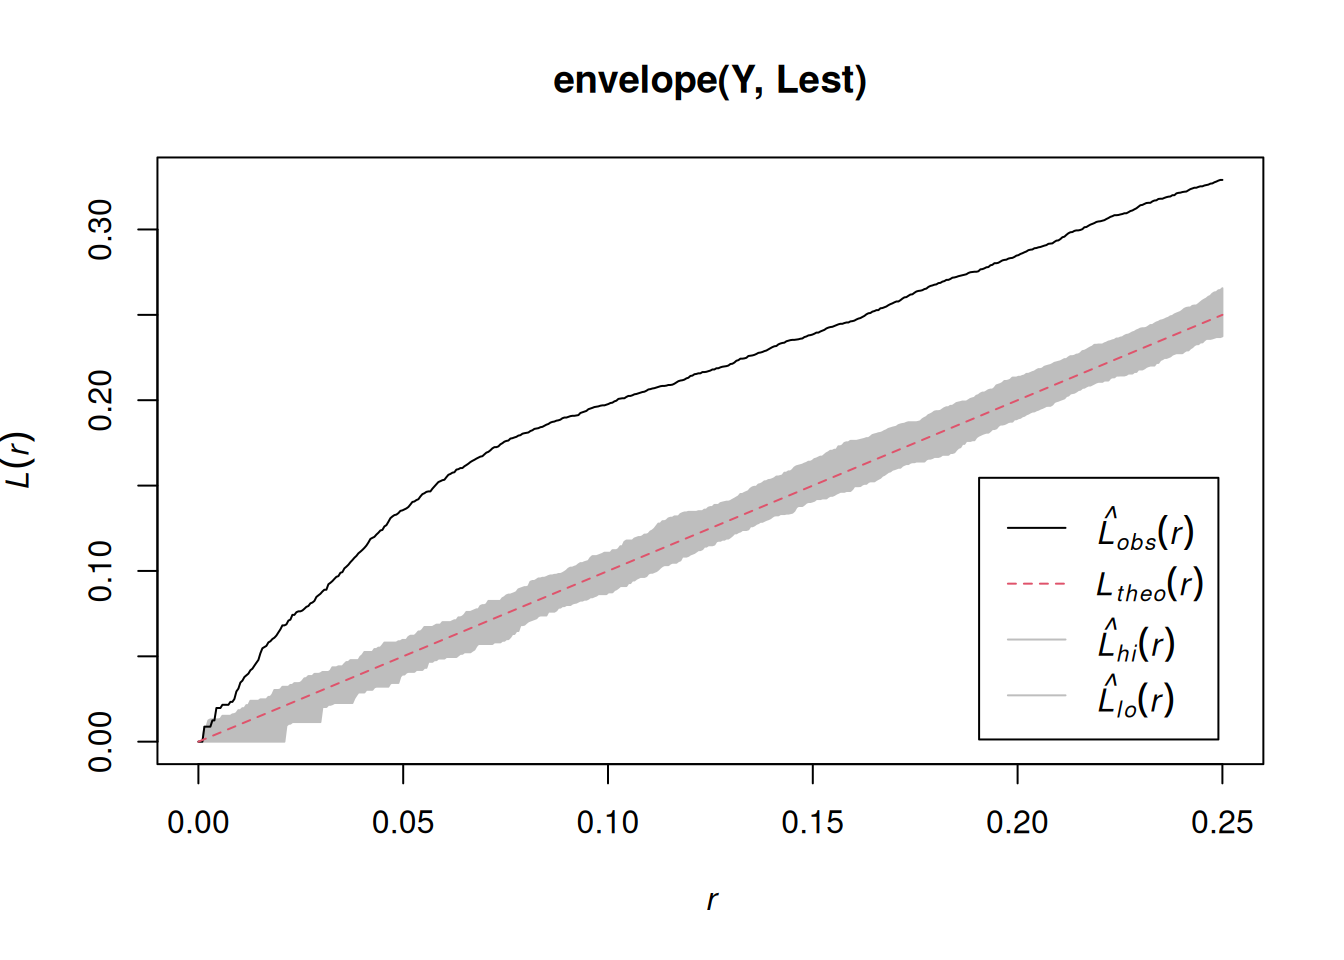 envelope(Y, Lest)
L(r)
0.30
0.20
0.10
0.00
0.00 0.05 0.10 0.15 0.20 0.25
r
L̂obs(r)
Ltheo(r)
L̂hi(r)
L̂lo(r)